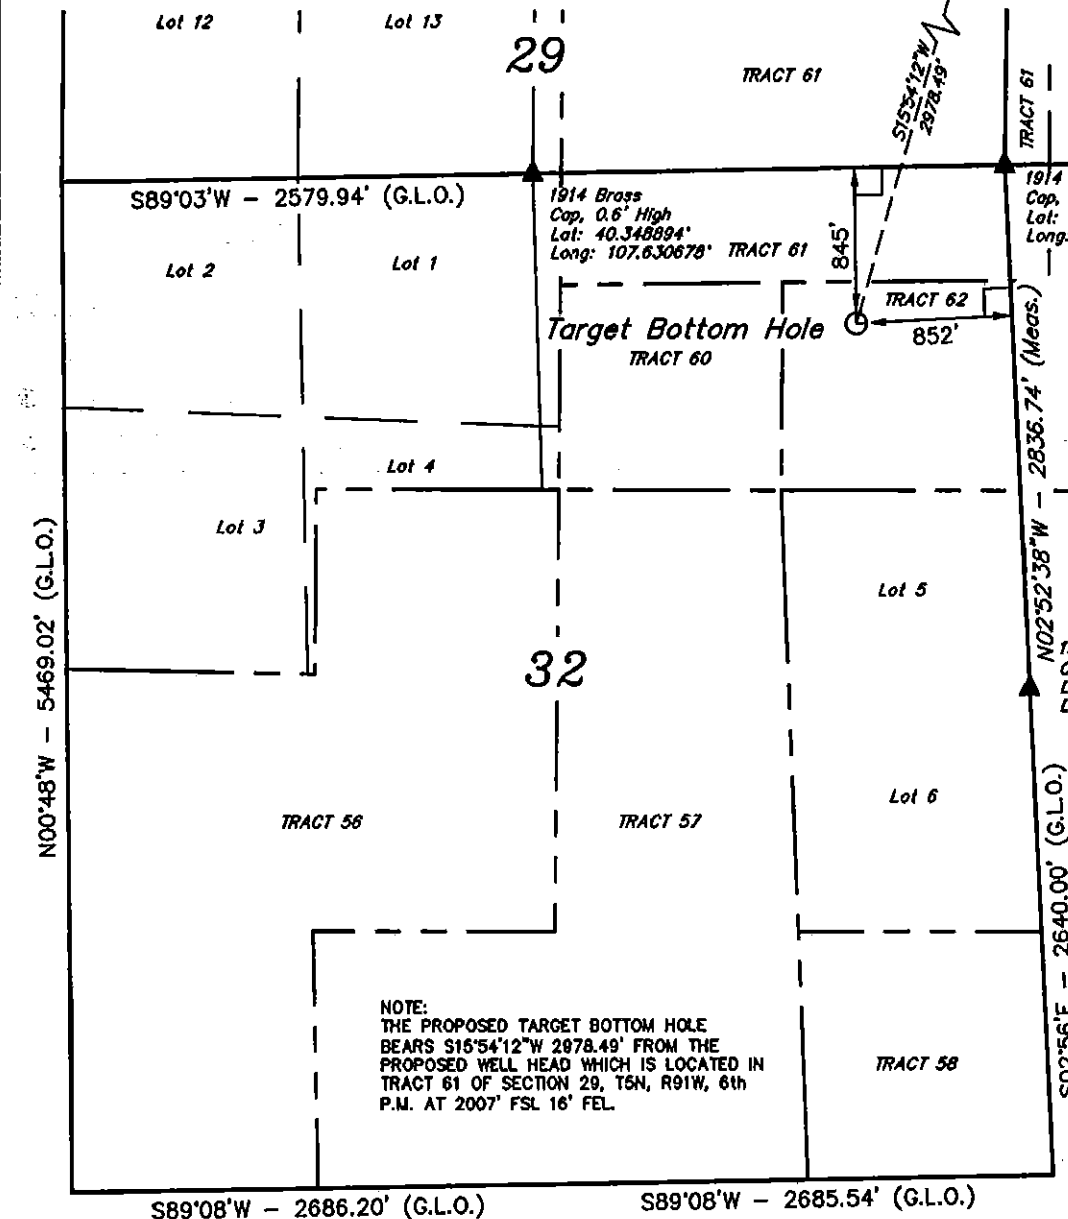 Lot 12
Lot 13
29
TRACT 61
S15°54'12"W
2978.49'
TRACT 61
S89°03'W - 2579.94' (G.L.O.)
1914 Brass
Cap, 0.6' High
Lat: 40.348894°
Long: 107.630678°
TRACT 61
845'
1914
Cap,
Lat:
Long:
Lot 2
Lot 1
TRACT 62
Target Bottom Hole
852'
TRACT 60
N02°52'38"W - 2836.74' (Meas.)
Lot 4
Lot 3
N00°48'W - 5469.02' (G.L.O.)
Lot 5
32
Lot 6
TRACT 56
TRACT 57
S02°56'E - 2640.00' (G.L.O.)
NOTE:
THE PROPOSED TARGET BOTTOM HOLE
BEARS S15°54'12"W 2978.49' FROM THE
PROPOSED WELL HEAD WHICH IS LOCATED IN
TRACT 61 OF SECTION 29, T5N, R91W, 6th
P.M. AT 2007' FSL 16' FEL.
TRACT 58
S89°08'W - 2686.20' (G.L.O.)
S89°08'W - 2685.54' (G.L.O.)